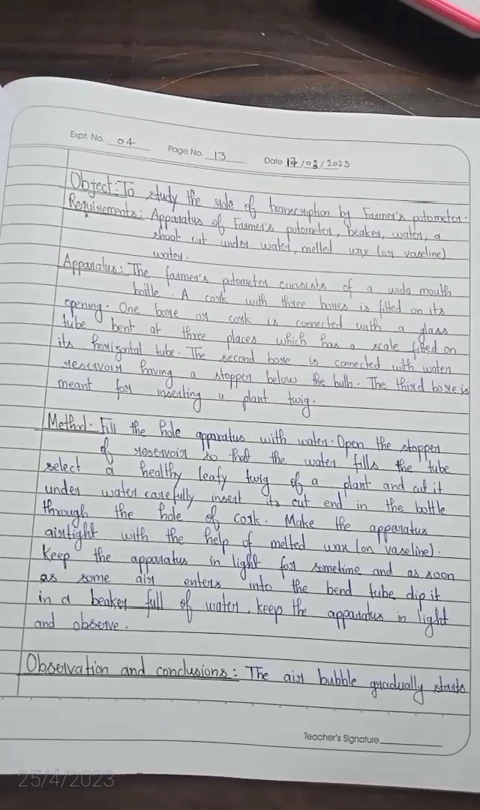 Expt. No. 04
Page No. 13
Date 17/02/2023
Object: To study the rate of transcription by Farmer's potometer.
Requirements: Apparatus of Farmer's potometer, beaker, water, a
shoot cut under water, melted wax (or vaseline)
water.
Apparatus: The farmer's potometer consists of a wide mouth
bottle. A cork with three bores is fitted on its
opening. One bore of cork is connected with a glass
tube bent at three places which has a scale fitted on
its horizontal tube. The second bore is connected with water
reservoir having a stopper below the bulb. The third bore is
meant for inserting a plant twig.
Method: Fill the hole apparatus with water. Open the stopper
of reservoir so that the water fills the tube
select a healthy leafy twig of a plant and cut it
under water carefully insert its cut end in the bottle
through the hole of cork. Make the apparatus
airtight with the help of melted wax (or vaseline).
Keep the apparatus in light for sometime and as soon
as some air enters into the bend tube, dip it
in a beaker full of water, keep the apparatus in light
and observe.
Observation and conclusions: The air bubble gradually starts
Teacher's Signature
25/4/2023